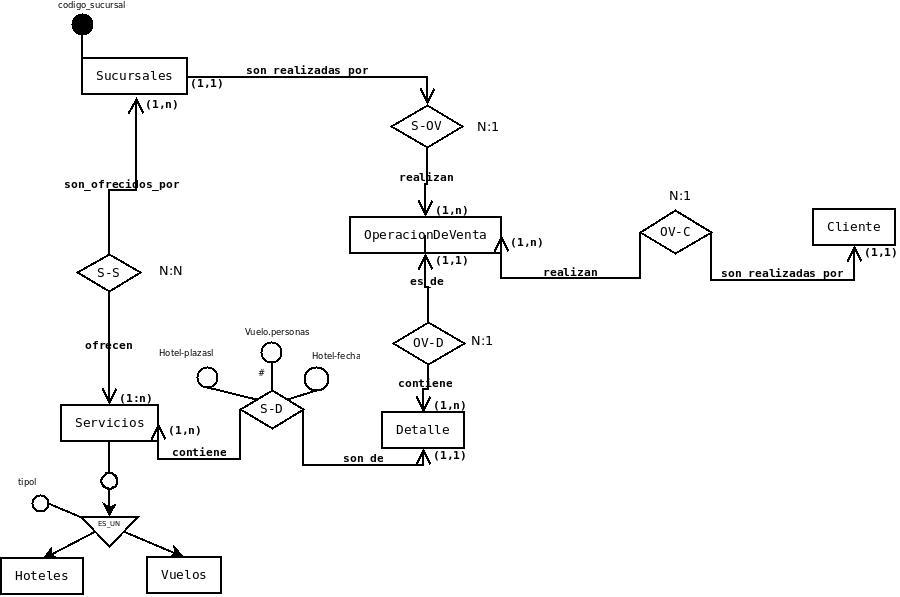 codigo_sucursal
Sucursales
(1,1)
son realizadas por
(1,n)
S-OV
N:1
son_ofrecidos_por
realizan
(1,n)
N:1
OperacionDeVenta
(1,n)
OV-C
Cliente
(1,1)
(1,1)
S-S
N:N
realizan
son realizadas por
es de
Vuelo.personas
OV-D
N:1
ofrecen
Hotel-plazasl
Hotel-fecha
#
contiene
(1:n)
S-D
(1,n)
Servicios
(1,n)
Detalle
contiene
son de
(1,1)
tipol
ES_UN
Hoteles
Vuelos